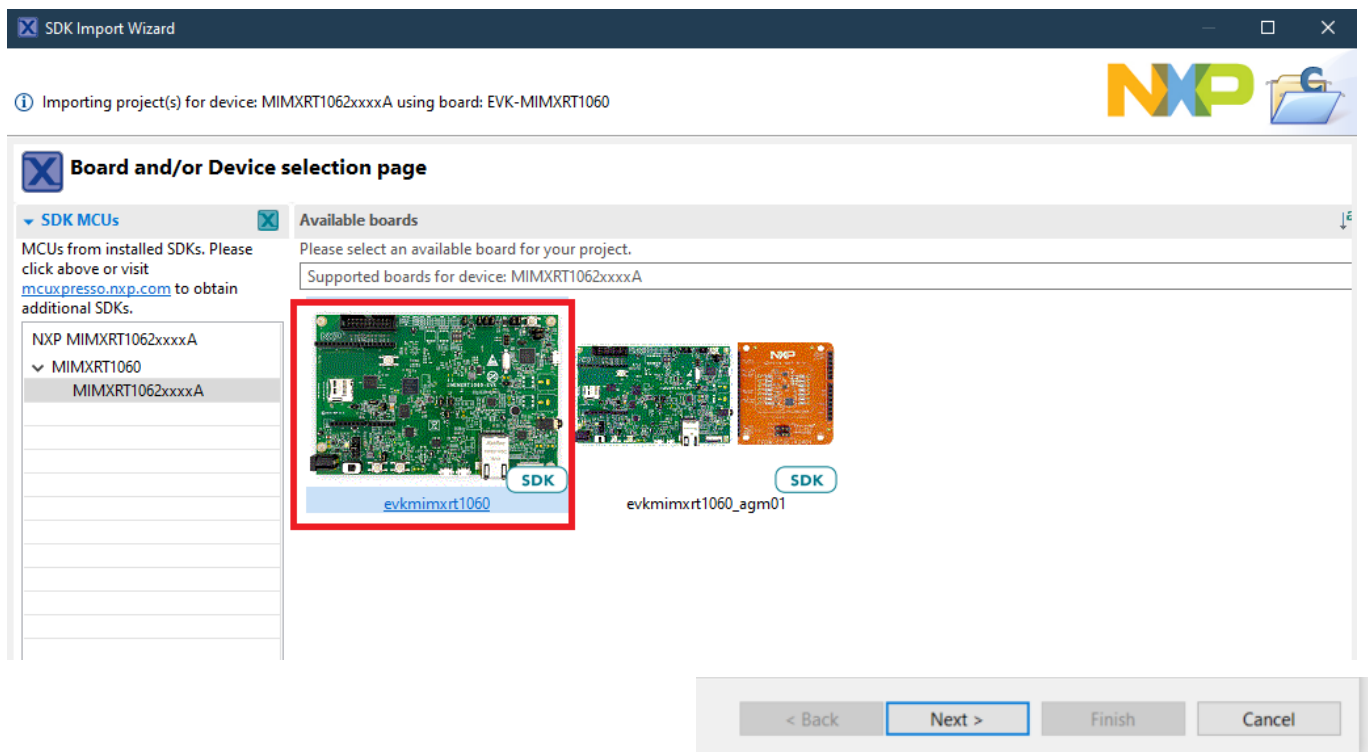 SDK Import Wizard
Importing project(s) for device: MIMXRT1062xxxxA using board: EVK-MIMXRT1060
NXP
C
Board and/or Device selection page
SDK MCUs
MCUs from installed SDKs. Please
click above or visit
mcuxpresso.nxp.com to obtain
additional SDKs.
NXP MIMXRT1062xxxxA
MIMXRT1060
MIMXRT1062xxxxA
Available boards
Please select an available board for your project.
Supported boards for device: MIMXRT1062xxxxA
SDK
evkmimxrt1060
NXP
SDK
evkmimxrt1060_agm01
< Back
Next >
Finish
Cancel